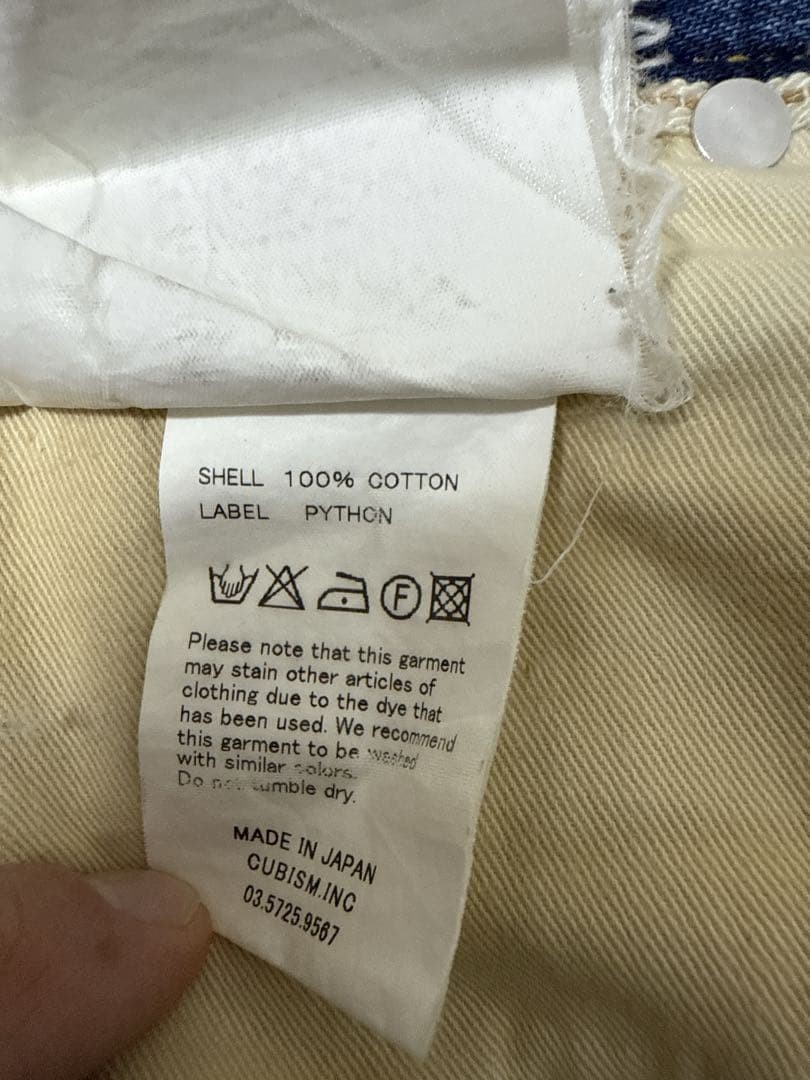 SHELL 100% COTTON
LABEL PYTHON
F
Please note that this garment
may stain other articles of
clothing due to the dye that
has been used. We recommend
this garment to be washed
with similar colors.
Do not tumble dry.
MADE IN JAPAN
CUBISM.INC
03.5725.9567